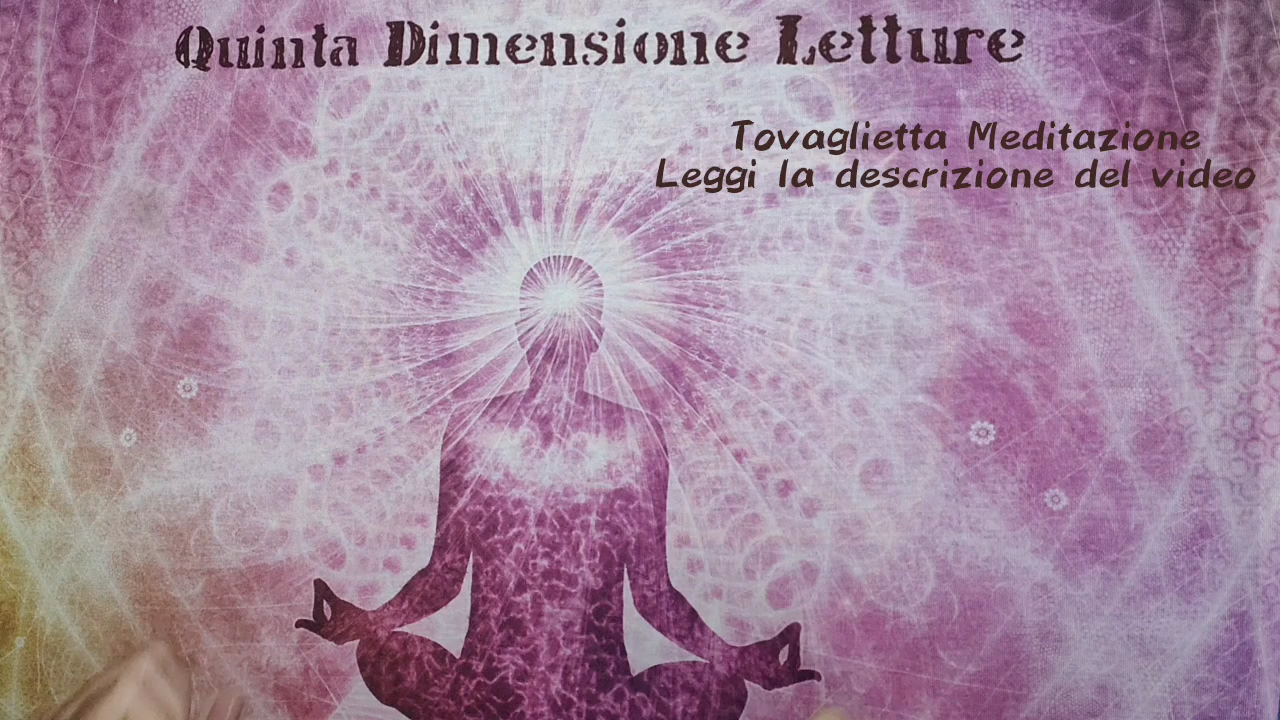 Quinta Dimensione Letture
Tovaglietta Meditazione
Leggi la descrizione del video